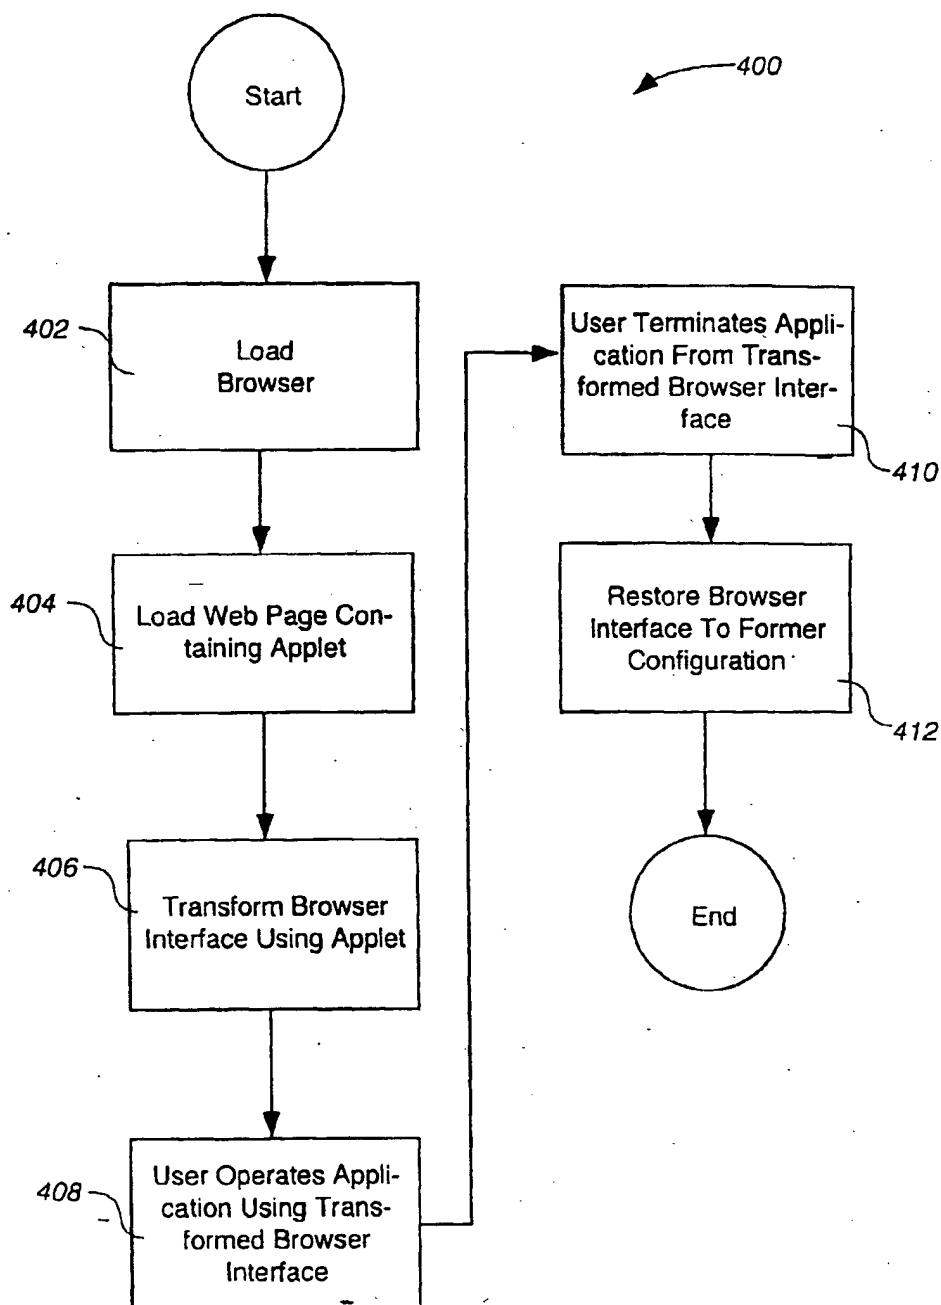 Start
400
402
Load
Browser
404
Load Web Page Con-
taining Applet
406
Transform Browser
Interface Using Applet
408
User Operates Appli-
cation Using Trans-
formed Browser
Interface
User Terminates Appli-
cation From Trans-
formed Browser Inter-
face
410
Restore Browser
Interface To Former
Configuration
412
End